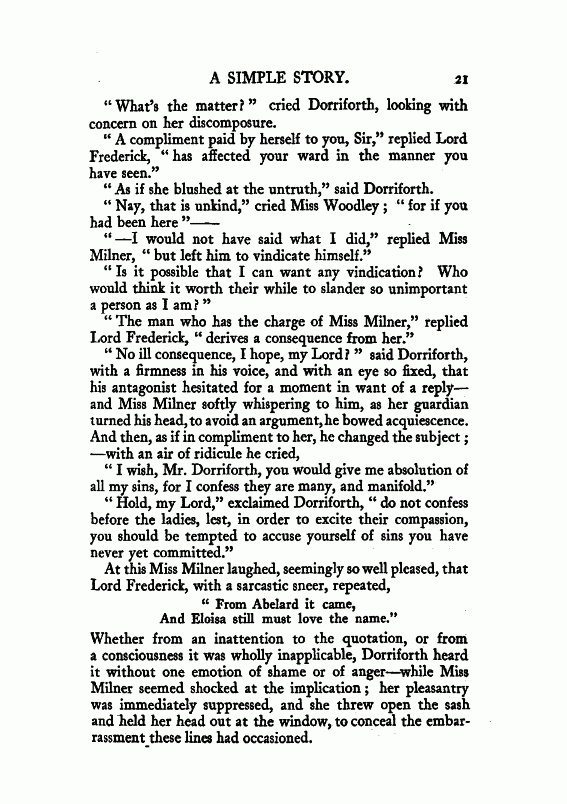 A SIMPLE STORY. 21
“ What’s the matter? ” cried Dorriforth, looking with
concern on her discomposure.
“ A compliment paid by herself to you, Sir,” replied Lord
Frederick, “ has affected your ward in the manner you
have seen.”
“ As if she blushed at the untruth,” said Dorriforth.
“ Nay, that is unkind,” cried Miss Woodley ; “ for if you
had been here ”——
“ —I would not have said what I did,” replied Miss
Milner, “ but left him to vindicate himself.”
“ Is it possible that I can want any vindication? Who
would think it worth their while to slander so unimportant
a person as I am? ”
“ The man who has the charge of Miss Milner,” replied
Lord Frederick, “ derives a consequence from her.”
“ No ill consequence, I hope, my Lord? ” said Dorriforth,
with a firmness in his voice, and with an eye so fixed, that
his antagonist hesitated for a moment in want of a reply—
and Miss Milner softly whispering to him, as her guardian
turned his head, to avoid an argument, he bowed acquiescence.
And then, as if in compliment to her, he changed the subject ;
—with an air of ridicule he cried,
“ I wish, Mr. Dorriforth, you would give me absolution of
all my sins, for I confess they are many, and manifold.”
“ Hold, my Lord,” exclaimed Dorriforth, “ do not confess
before the ladies, lest, in order to excite their compassion,
you should be tempted to accuse yourself of sins you have
never yet committed.”
At this Miss Milner laughed, seemingly so well pleased, that
Lord Frederick, with a sarcastic sneer, repeated,
“ From Abelard it came,
And Eloisa still must love the name.”
Whether from an inattention to the quotation, or from
a consciousness it was wholly inapplicable, Dorriforth heard
it without one emotion of shame or of anger—while Miss
Milner seemed shocked at the implication ; her pleasantry
was immediately suppressed, and she threw open the sash
and held her head out at the window, to conceal the embar-
rassment these lines had occasioned.